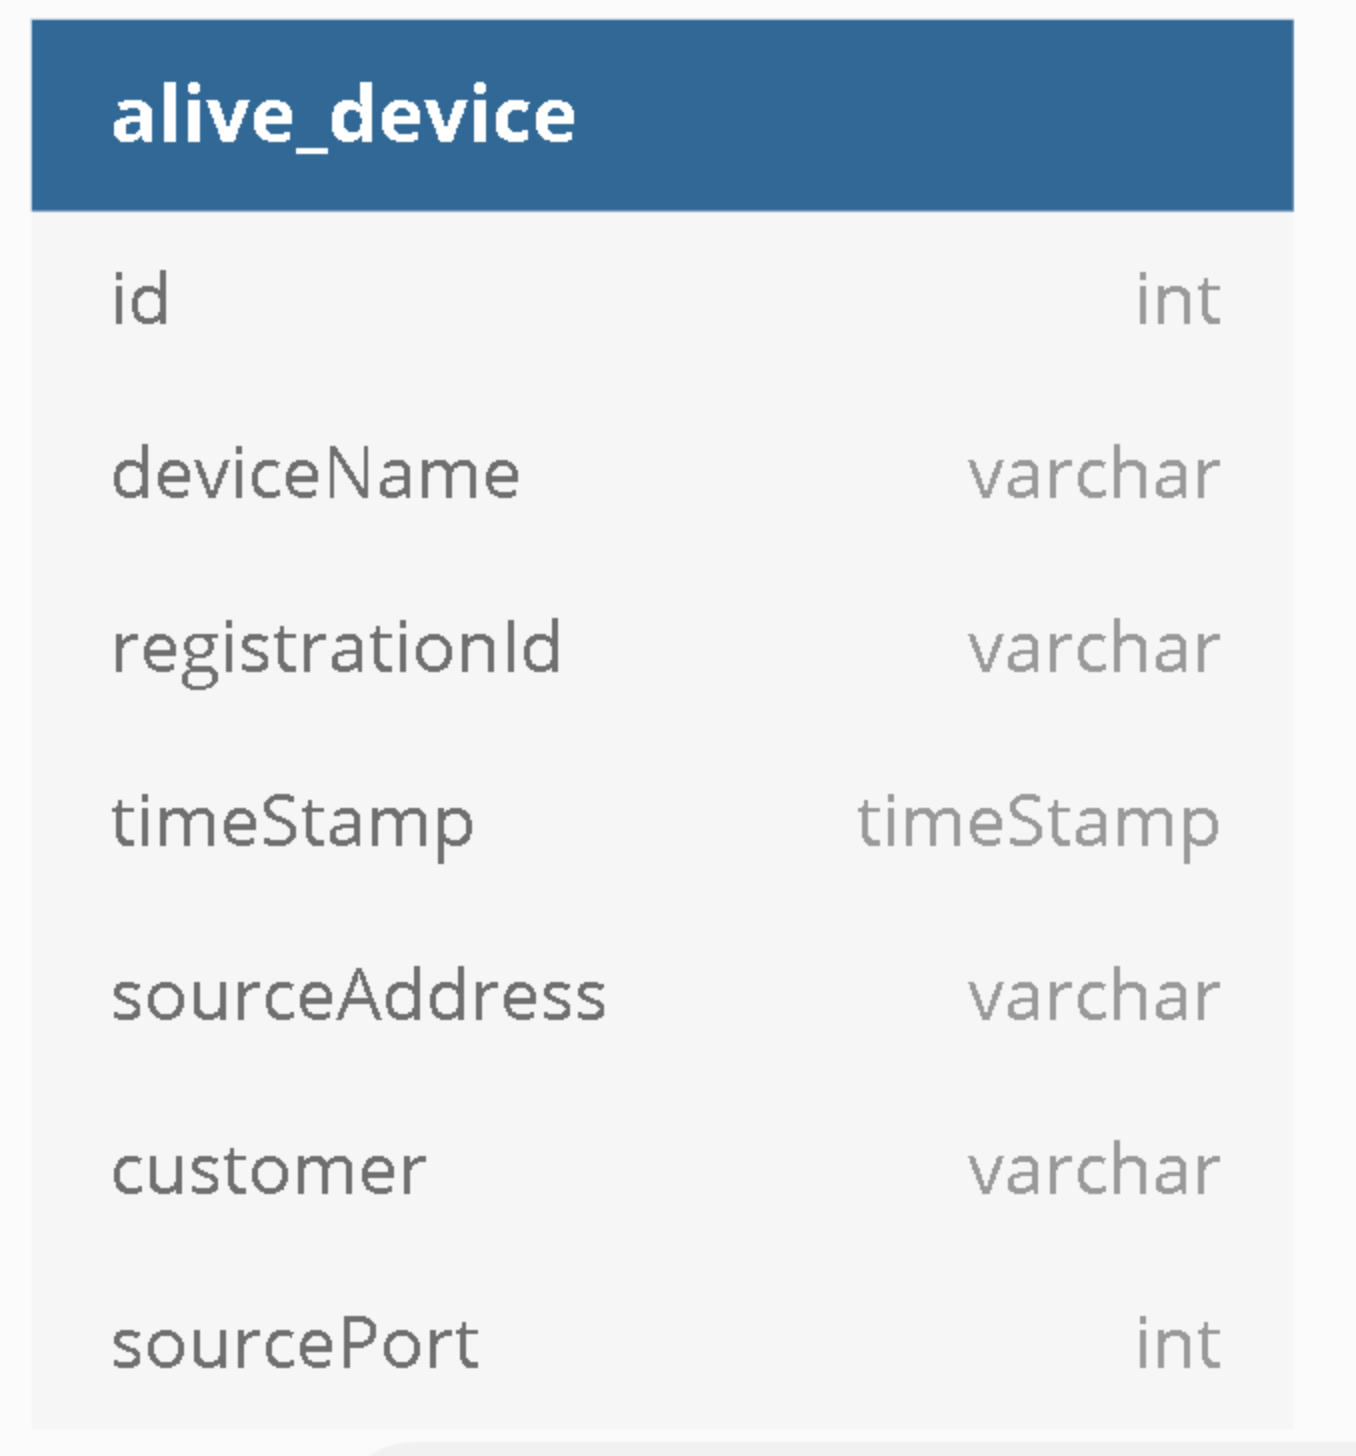 alive_device
id int
deviceName varchar
registrationId varchar
timeStamp timeStamp
sourceAddress varchar
customer varchar
sourcePort int